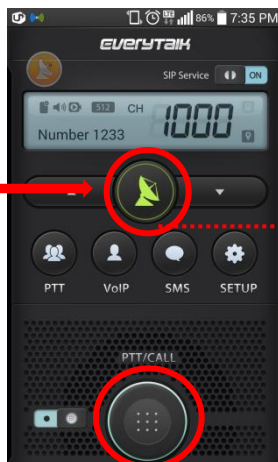 86% 7:35 PM
EVERYTALK
SIP Service ON
512 CH 1000
Number 1233
PTT VoIP SMS SETUP
PTT/CALL